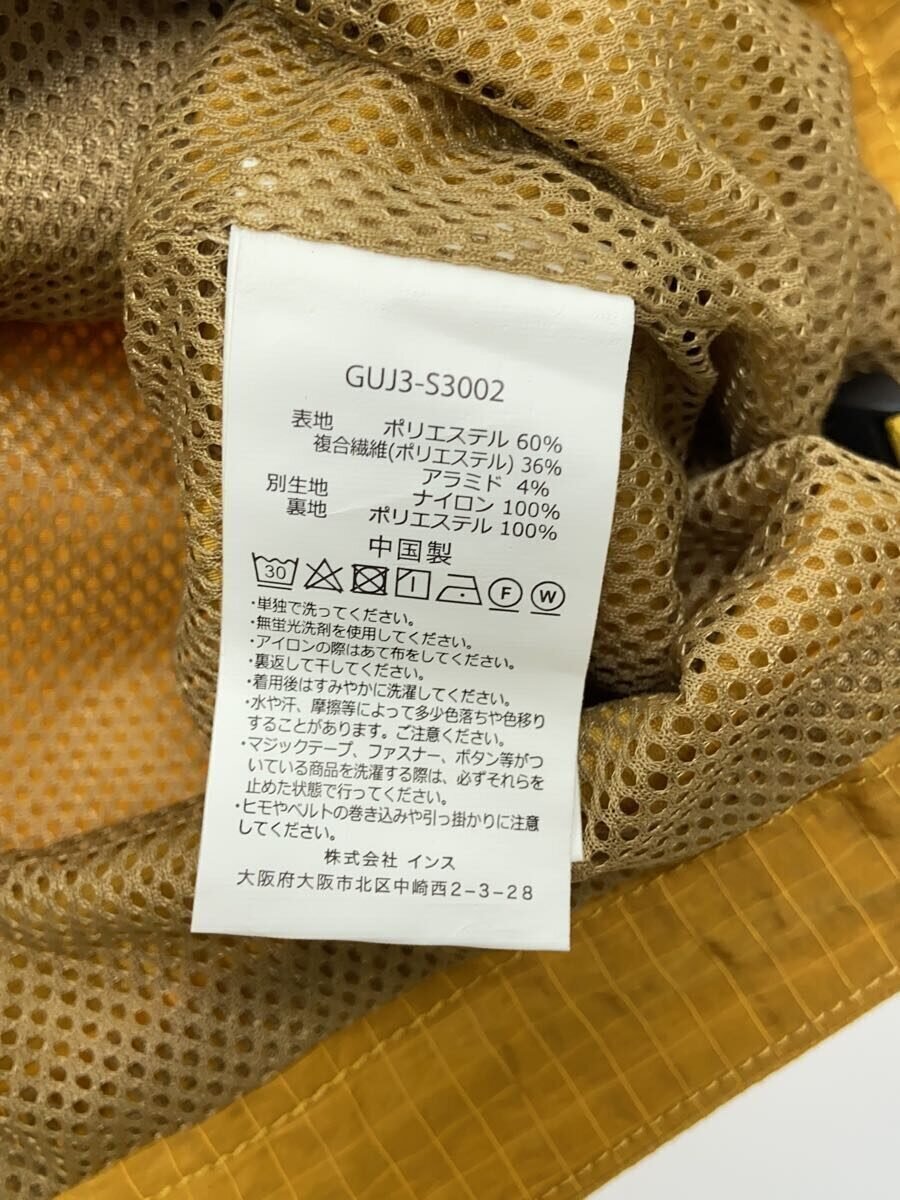 GUJ3-S3002
表地 ポリエステル 60%
複合繊維(ポリエステル) 36%
アラミド 4%
別生地 ナイロン 100%
裏地 ポリエステル 100%
中国製
30 F W
・単独で洗ってください。
・無蛍光洗剤を使用してください。
・アイロンの際はあて布をしてください。
・裏返して干してください。
・着用後はすみやかに洗濯してください。
・水や汗、摩擦等によって多少色落ちや色移り
することがあります。ご注意ください。
・マジックテープ、ファスナー、ボタン等がつ
いている商品を洗濯する際は、必ずそれらを
止めた状態で行ってください。
・ヒモやベルトの巻き込みや引っ掛かりに注意
してください。
株式会社 インス
大阪府大阪市北区中崎西2-3-28